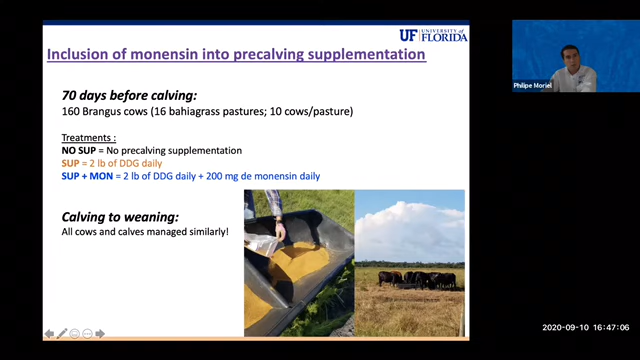 UF UNIVERSITY of FLORIDA
Inclusion of monensin into precalving supplementation
70 days before calving:
160 Brangus cows (16 bahiagrass pastures; 10 cows/pasture)
Treatments :
NO SUP = No precalving supplementation
SUP = 2 lb of DDG daily
SUP + MON = 2 lb of DDG daily + 200 mg de monensin daily
Calving to weaning:
All cows and calves managed similarly!
Philipe Moriel
2020-09-10 16:47:06